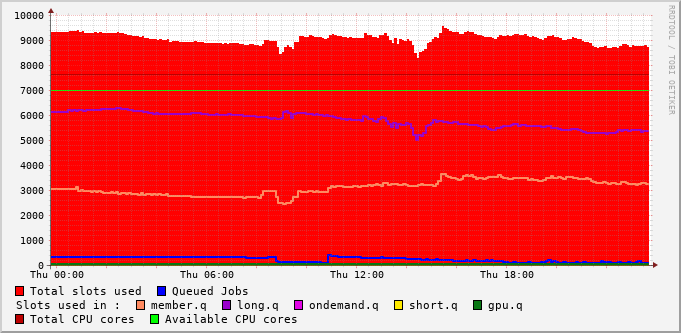 10000
9000
8000
7000
6000
5000
4000
3000
2000
1000
0
Thu 00:00 Thu 06:00 Thu 12:00 Thu 18:00
RRDTOOL / TOBI OETIKER
Total slots used Queued Jobs
Slots used in : member.q long.q ondemand.q short.q gpu.q
Total CPU cores Available CPU cores